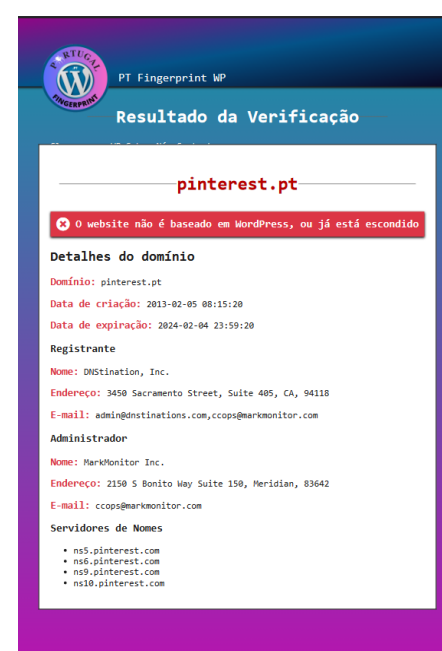 PORTUGAL
FINGERPRINT
PT Fingerprint WP
Resultado da Verificação
pinterest.pt
O website não é baseado em WordPress, ou já está escondido
Detalhes do domínio
Domínio: pinterest.pt
Data de criação: 2013-02-05 08:15:20
Data de expiração: 2024-02-04 23:59:20
Registrante
Nome: DNStination, Inc.
Endereço: 3450 Sacramento Street, Suite 405, CA, 94118
E-mail: admin@dnstinations.com,ccops@markmonitor.com
Administrador
Nome: MarkMonitor Inc.
Endereço: 2150 S Bonito Way Suite 150, Meridian, 83642
E-mail: ccops@markmonitor.com
Servidores de Nomes
• ns5.pinterest.com
• ns6.pinterest.com
• ns9.pinterest.com
• ns10.pinterest.com